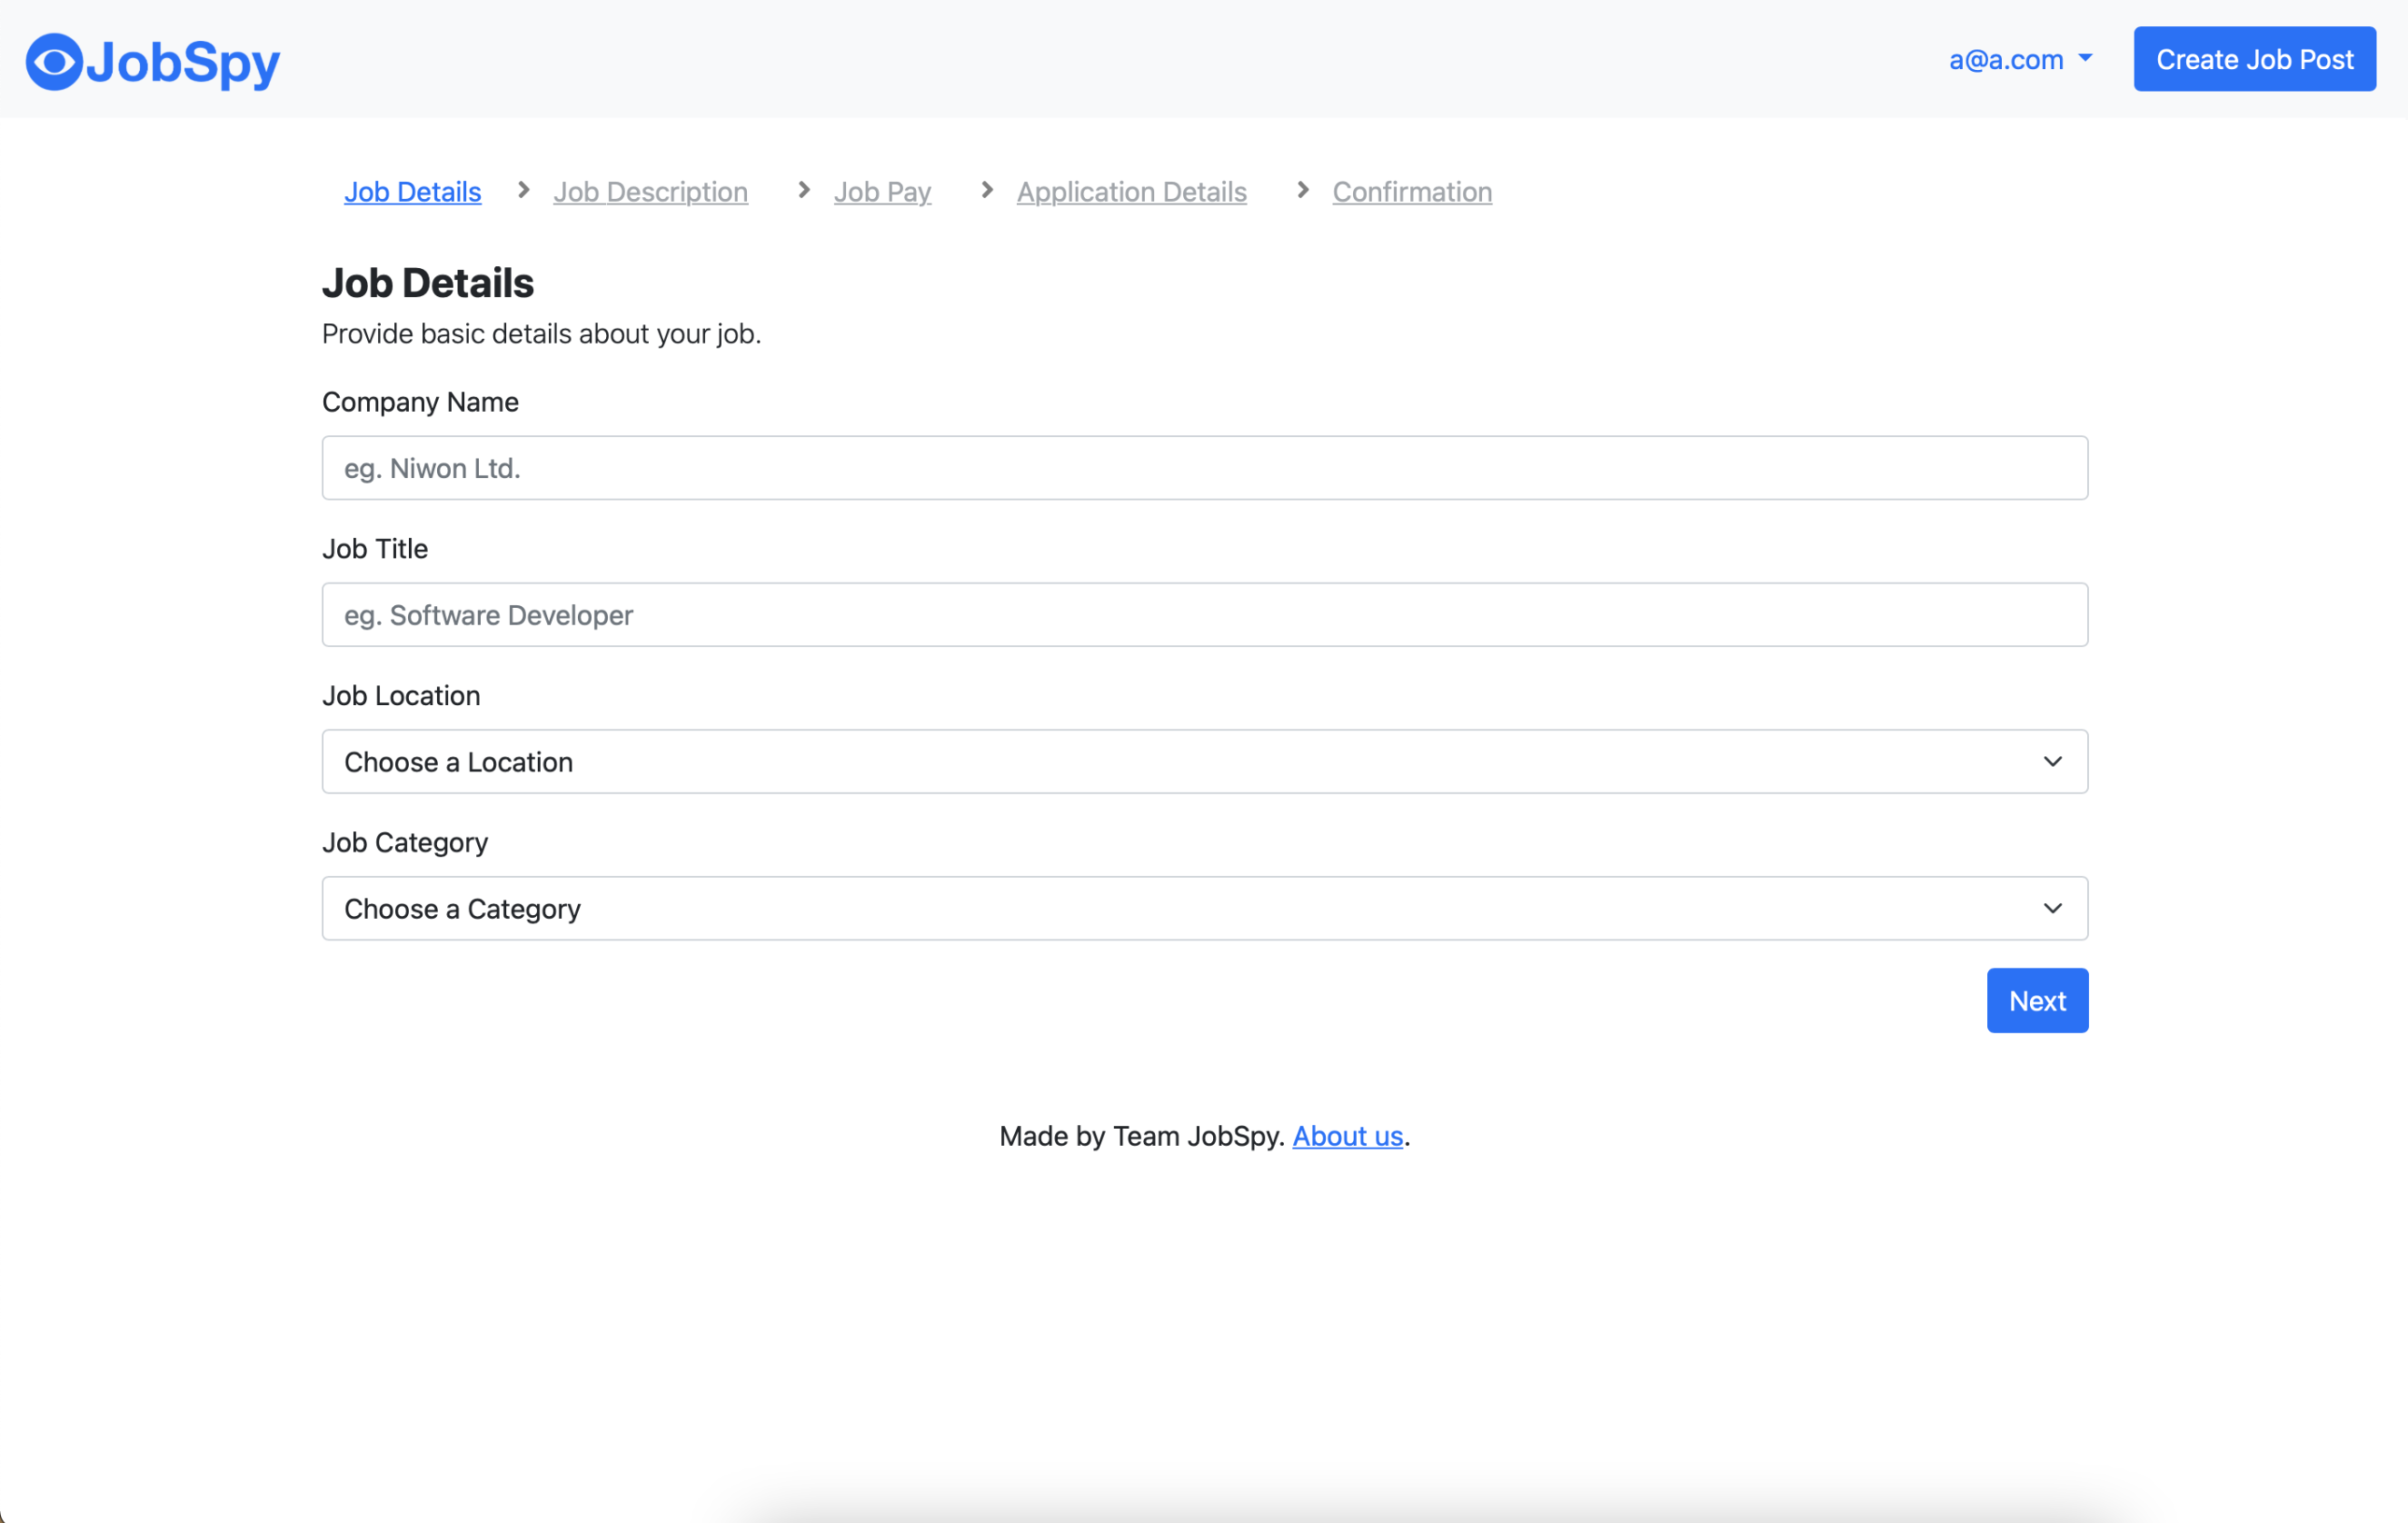 JobSpy a@a.com Create Job Post
Job Details Job Description Job Pay Application Details Confirmation
Job Details
Provide basic details about your job.
Company Name
eg. Niwon Ltd.
Job Title
eg. Software Developer
Job Location
Choose a Location
Job Category
Choose a Category
Next
Made by Team JobSpy. About us.